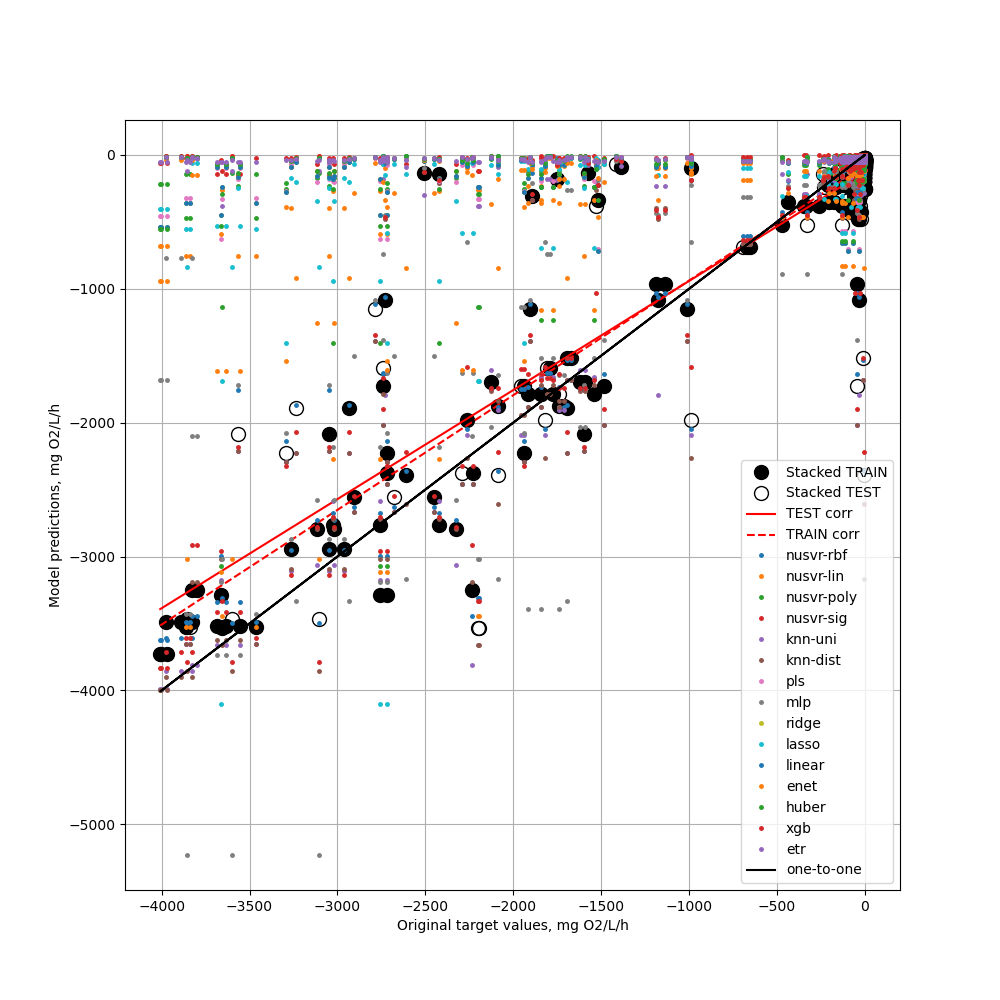 0
−1000
−2000
−3000
−4000
−5000
Model predictions, mg O2/L/h
−4000 −3500 −3000 −2500 −2000 −1500 −1000 −500 0
Original target values, mg O2/L/h
Stacked TRAIN
Stacked TEST
TEST corr
TRAIN corr
nusvr-rbf
nusvr-lin
nusvr-poly
nusvr-sig
knn-uni
knn-dist
pls
mlp
ridge
lasso
linear
enet
huber
xgb
etr
one-to-one